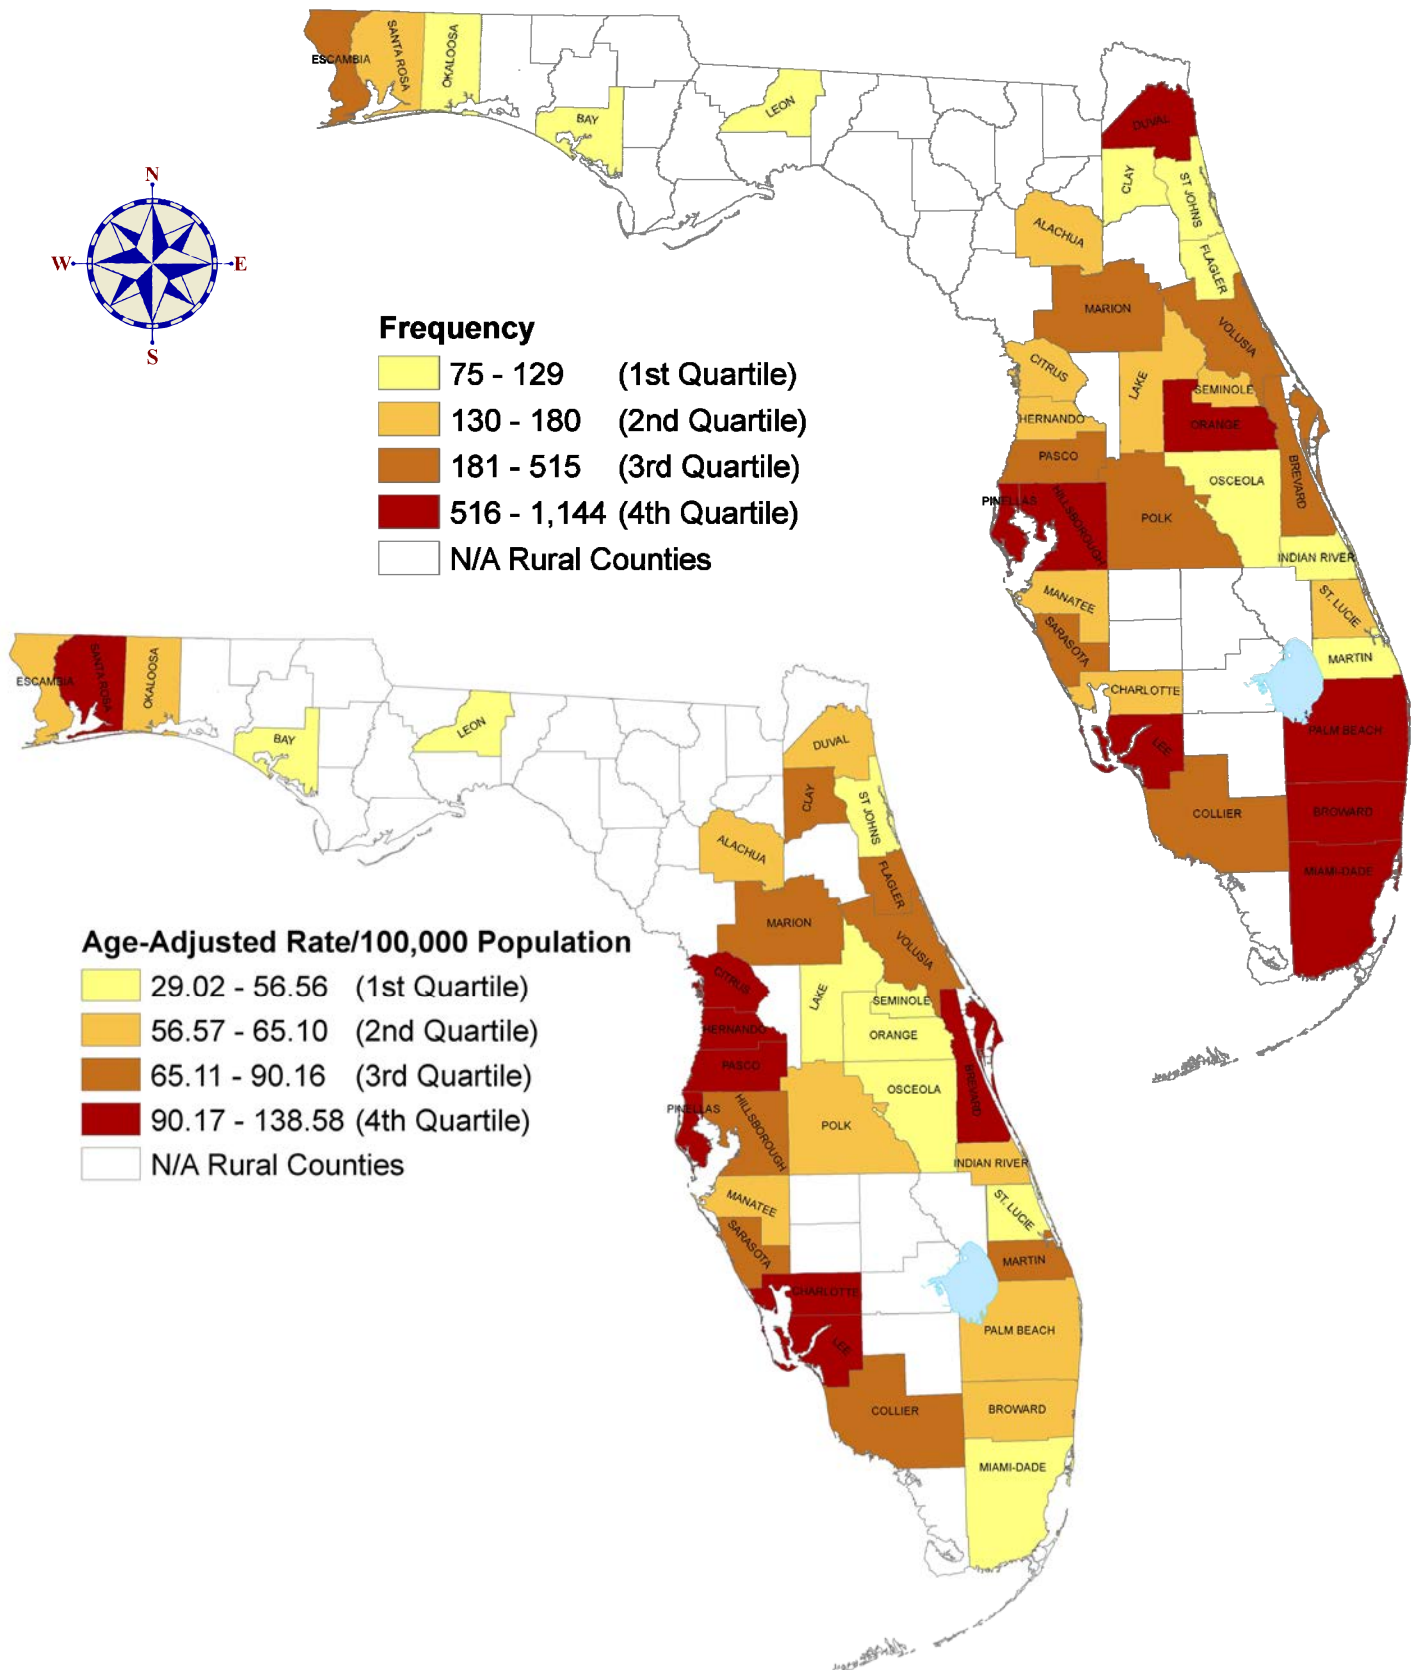 ESCAMBIA
SANTA ROSA
OKALOOSA
BAY
LEON
DUVAL
CLAY
ST JOHNS
FLAGLER
ALACHUA
MARION
VOLUSIA
CITRUS
LAKE
SEMINOLE
HERNANDO
ORANGE
PASCO
OSCEOLA
BREVARD
PINELLAS
HILLSBOROUGH
POLK
INDIAN RIVER
MANATEE
ST. LUCIE
SARASOTA
MARTIN
CHARLOTTE
LEE
PALM BEACH
COLLIER
BROWARD
MIAMI-DADE
N
W
E
S
Frequency
75 - 129 (1st Quartile)
130 - 180 (2nd Quartile)
181 - 515 (3rd Quartile)
516 - 1,144 (4th Quartile)
N/A Rural Counties
ESCAMBIA
SANTA ROSA
OKALOOSA
BAY
LEON
DUVAL
CLAY
ST JOHNS
ALACHUA
FLAGLER
MARION
VOLUSIA
CITRUS
LAKE
SEMINOLE
HERNANDO
ORANGE
PASCO
OSCEOLA
BREVARD
PINELLAS
HILLSBOROUGH
POLK
INDIAN RIVER
MANATEE
ST. LUCIE
SARASOTA
MARTIN
CHARLOTTE
LEE
PALM BEACH
COLLIER
BROWARD
MIAMI-DADE
Age-Adjusted Rate/100,000 Population
29.02 - 56.56 (1st Quartile)
56.57 - 65.10 (2nd Quartile)
65.11 - 90.16 (3rd Quartile)
90.17 - 138.58 (4th Quartile)
N/A Rural Counties